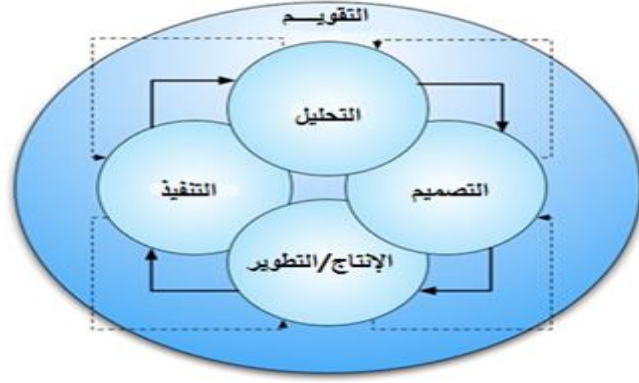 التقويـــم
التحليل
التنفيذ
التصميم
الإنتاج/التطوير